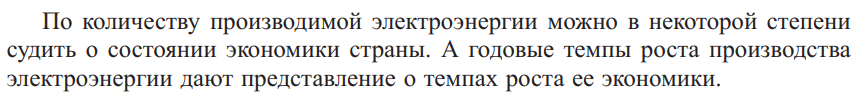 По количеству производимой электроэнергии можно в некоторой степени
судить о состоянии экономики страны. А годовые темпы роста производства
электроэнергии дают представление о темпах роста ее экономики.